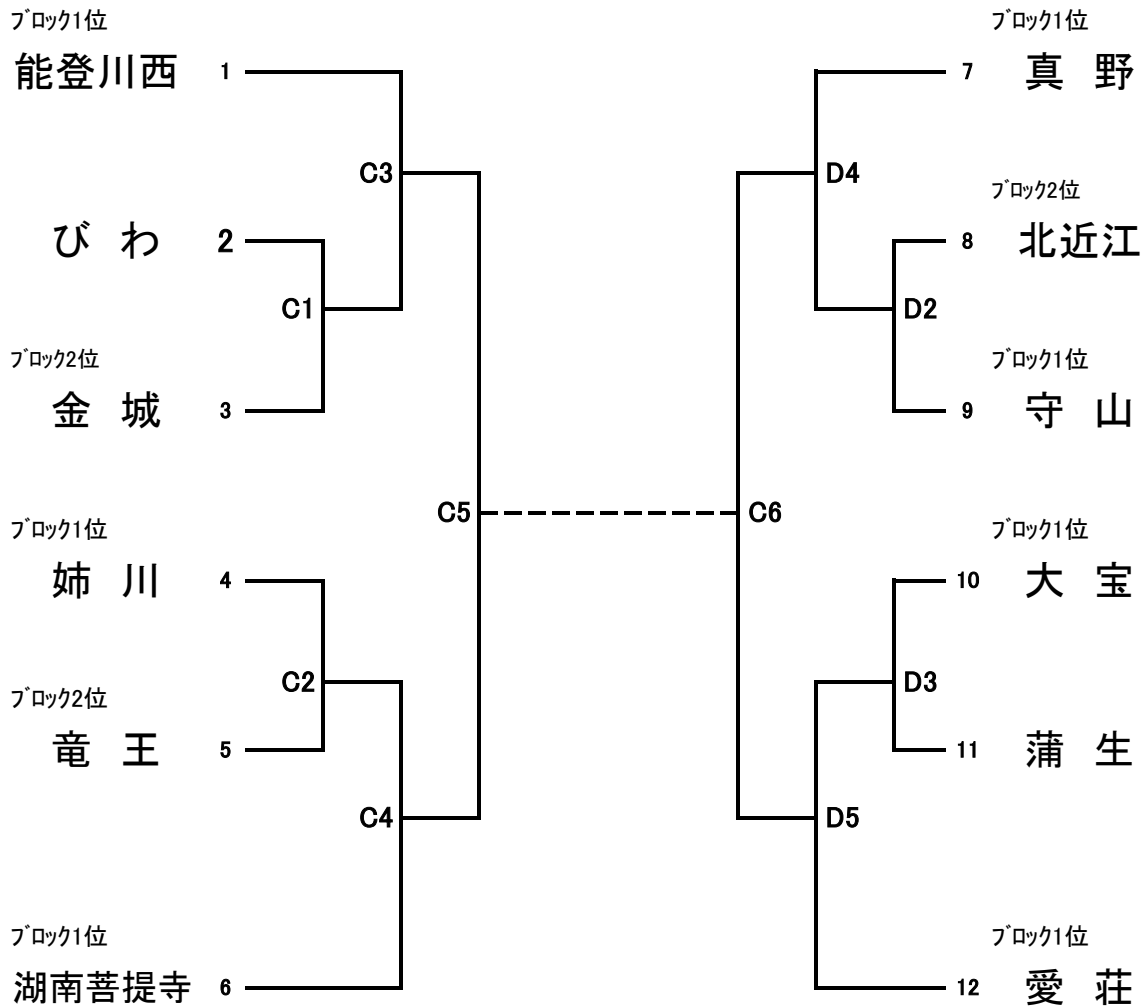 ブロック1位
能登川西 1
C3
びわ 2
C1
ブロック2位
金城 3
C5
ブロック1位
姉川 4
C2
ブロック2位
竜王 5
C4
ブロック1位
湖南菩提寺 6
ブロック1位
7 真野
D4
ブロック2位
8 北近江
D2
ブロック1位
9 守山
C6
ブロック1位
10 大宝
D3
11 蒲生
D5
ブロック1位
12 愛荘